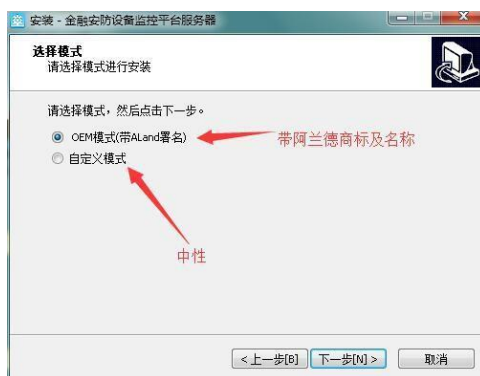 安装 - 金融安防设备监控平台服务器
选择模式
请选择模式进行安装
请选择模式，然后点击下一步。
OEM模式(带ALand署名)
带阿兰德商标及名称
自定义模式
中性
<上一步[B]
下一步[N] >
取消